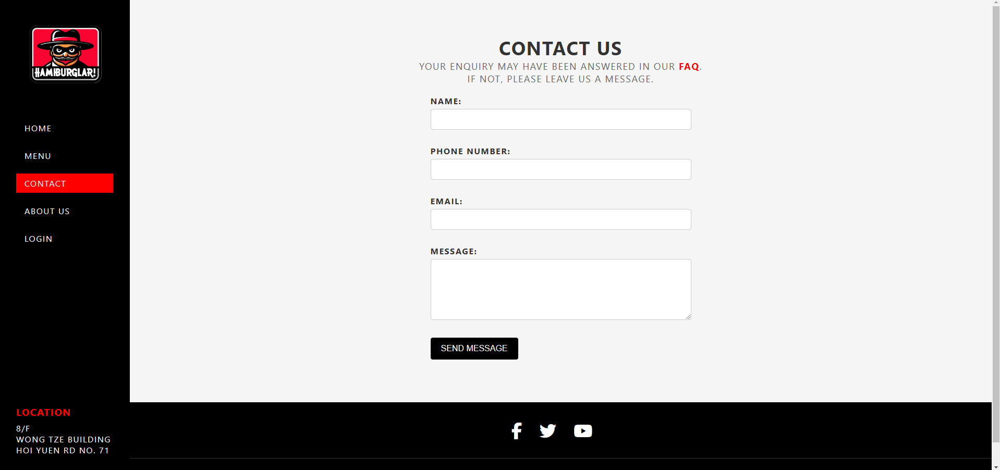 HAMBURGLAR!
HOME
MENU
CONTACT
ABOUT US
LOGIN
LOCATION
8/F
WONG TZE BUILDING
HOI YUEN RD NO. 71
CONTACT US
YOUR ENQUIRY MAY HAVE BEEN ANSWERED IN OUR FAQ.
IF NOT, PLEASE LEAVE US A MESSAGE.
NAME:
PHONE NUMBER:
EMAIL:
MESSAGE:
SEND MESSAGE